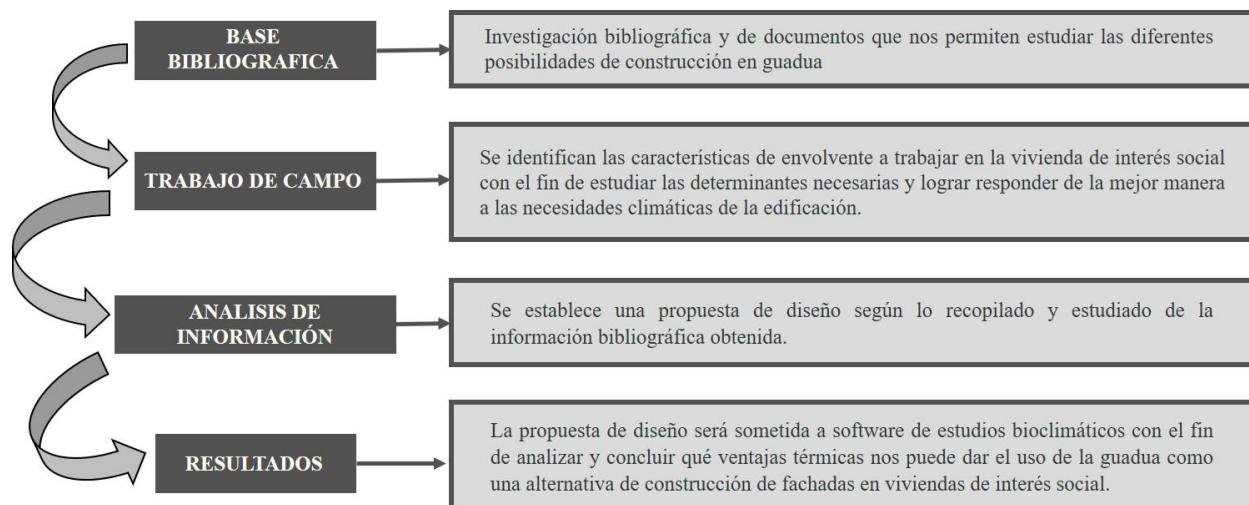 BASE
BIBLIOGRAFICA
Investigación bibliográfica y de documentos que nos permiten estudiar las diferentes
posibilidades de construcción en guadua
TRABAJO DE CAMPO
Se identifican las características de envolvente a trabajar en la vivienda de interés social
con el fin de estudiar las determinantes necesarias y lograr responder de la mejor manera
a las necesidades climáticas de la edificación.
ANALISIS DE
INFORMACIÓN
Se establece una propuesta de diseño según lo recopilado y estudiado de la
información bibliográfica obtenida.
RESULTADOS
La propuesta de diseño será sometida a software de estudios bioclimáticos con el fin
de analizar y concluir qué ventajas térmicas nos puede dar el uso de la guadua como
una alternativa de construcción de fachadas en viviendas de interés social.